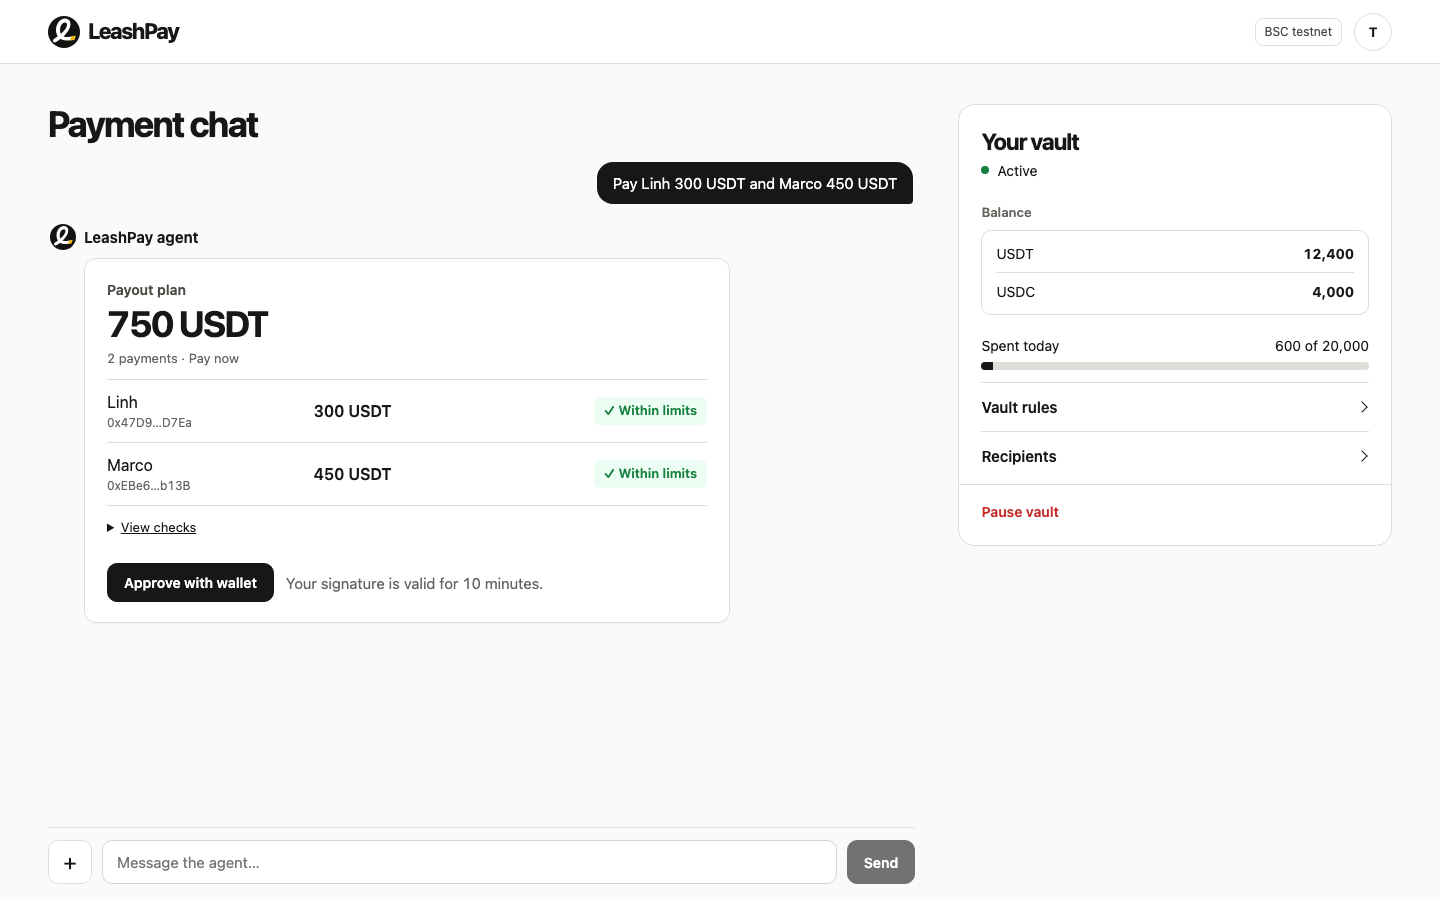 LeashPay
BSC testnet
T
Payment chat
Pay Linh 300 USDT and Marco 450 USDT
LeashPay agent
Payout plan
750 USDT
2 payments · Pay now
Linh
0x47D9...D7Ea
300 USDT
✓ Within limits
Marco
0xEBe6...b13B
450 USDT
✓ Within limits
View checks
Approve with wallet
Your signature is valid for 10 minutes.
+
Message the agent...
Send
Your vault
Active
Balance
USDT 12,400
USDC 4,000
Spent today 600 of 20,000
Vault rules
Recipients
Pause vault